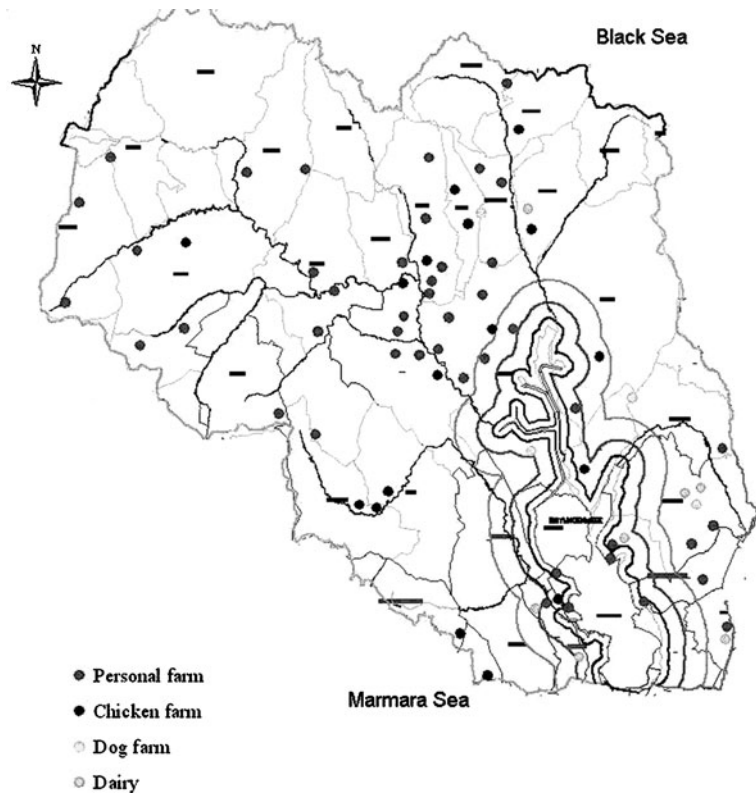 Black Sea
N
Marmara Sea
Personal farm
Chicken farm
Dog farm
Dairy